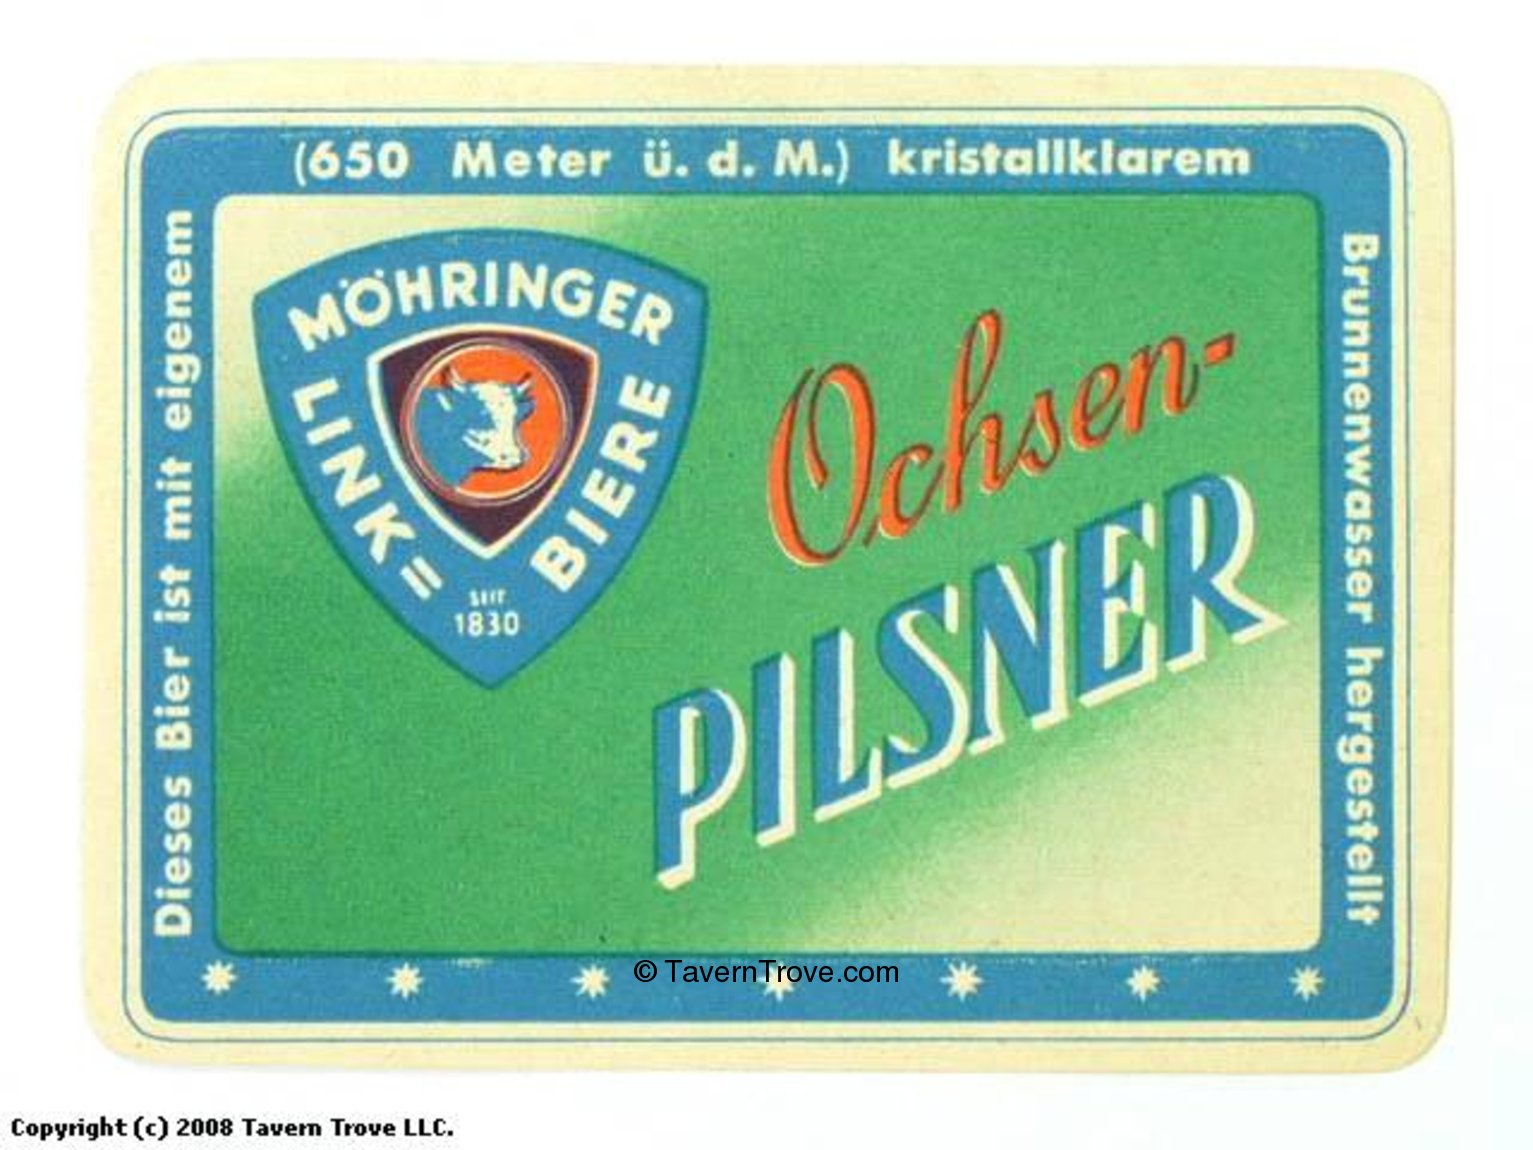 Dieses Bier ist mit eigenem
(650 Meter ü. d. M.) kristallklarem
Brunnenwasser hergestellt
MÖHRINGER
LINK=
BIERE
SEIT
1830
Ochsen-
PILSNER
© TavernTrove.com
Copyright (c) 2008 Tavern Trove LLC.